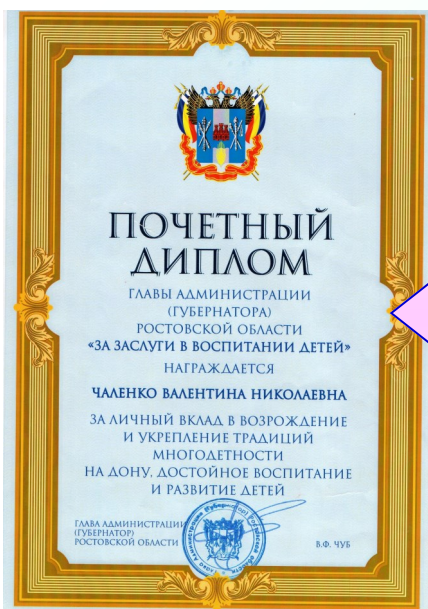 ПОЧЕТНЫЙ
ДИПЛОМ
ГЛАВЫ АДМИНИСТРАЦИИ
(ГУБЕРНАТОРА)
РОСТОВСКОЙ ОБЛАСТИ
«ЗА ЗАСЛУГИ В ВОСПИТАНИИ ДЕТЕЙ»
НАГРАЖДАЕТСЯ
ЧАЛЕНКО ВАЛЕНТИНА НИКОЛАЕВНА
ЗА ЛИЧНЫЙ ВКЛАД В ВОЗРОЖДЕНИЕ
И УКРЕПЛЕНИЕ ТРАДИЦИЙ
МНОГОДЕТНОСТИ
НА ДОНУ, ДОСТОЙНОЕ ВОСПИТАНИЕ
И РАЗВИТИЕ ДЕТЕЙ
ГЛАВА АДМИНИСТРАЦИИ
(ГУБЕРНАТОР)
РОСТОВСКОЙ ОБЛАСТИ
В.Ф. ЧУБ